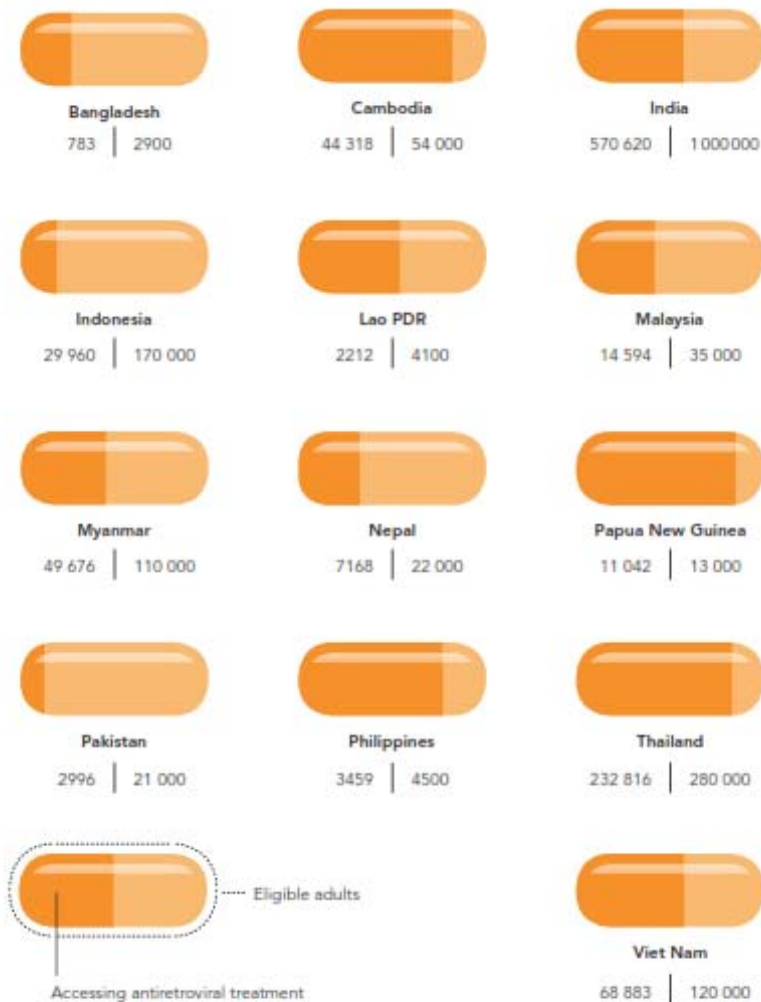 Bangladesh
783 | 2900
Cambodia
44 318 | 54 000
India
570 620 | 1 000 000
Indonesia
29 960 | 170 000
Lao PDR
2212 | 4100
Malaysia
14 594 | 35 000
Myanmar
49 676 | 110 000
Nepal
7168 | 22 000
Papua New Guinea
11 042 | 13 000
Pakistan
2996 | 21 000
Philippines
3459 | 4500
Thailand
232 816 | 280 000
Eligible adults
Accessing antiretroviral treatment
Viet Nam
68 883 | 120 000